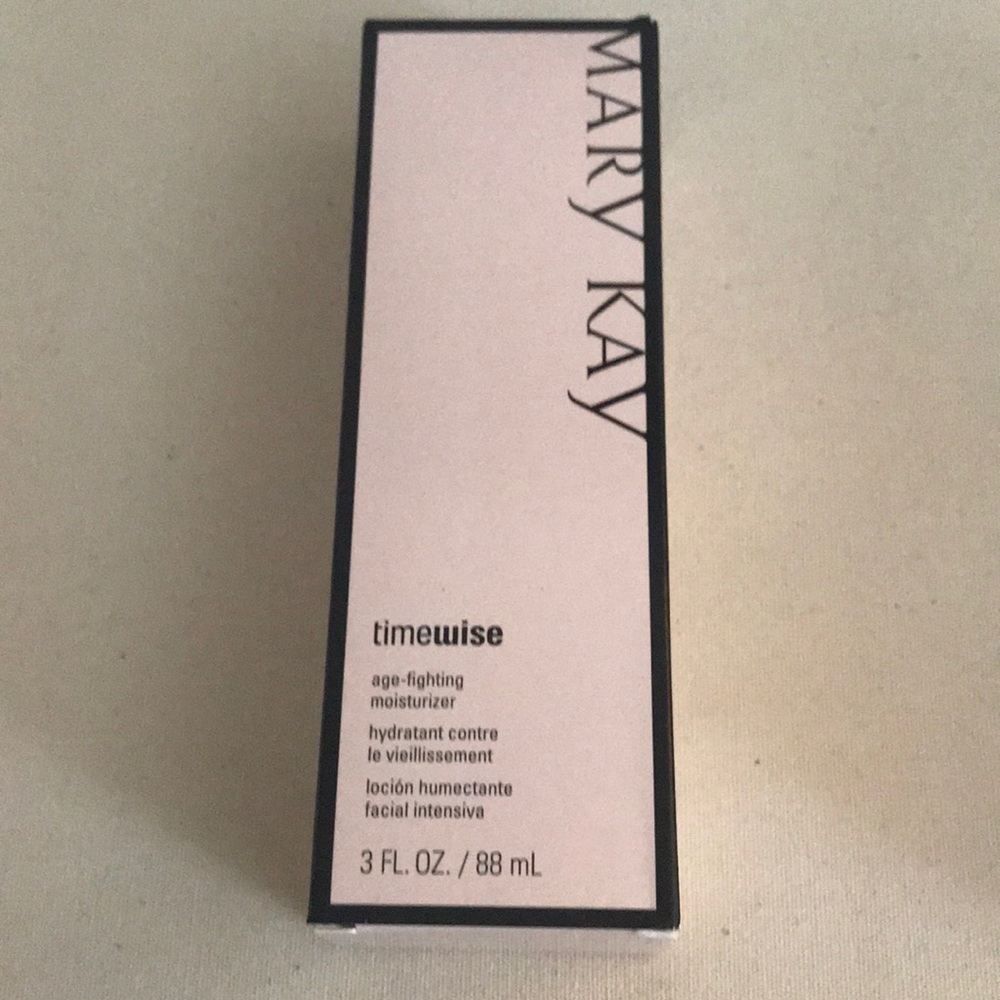 MARY KAY
timewise
age-fighting
moisturizer
hydratant contre
le vieillissement
loción humectante
facial intensiva
3 FL. OZ. / 88 mL